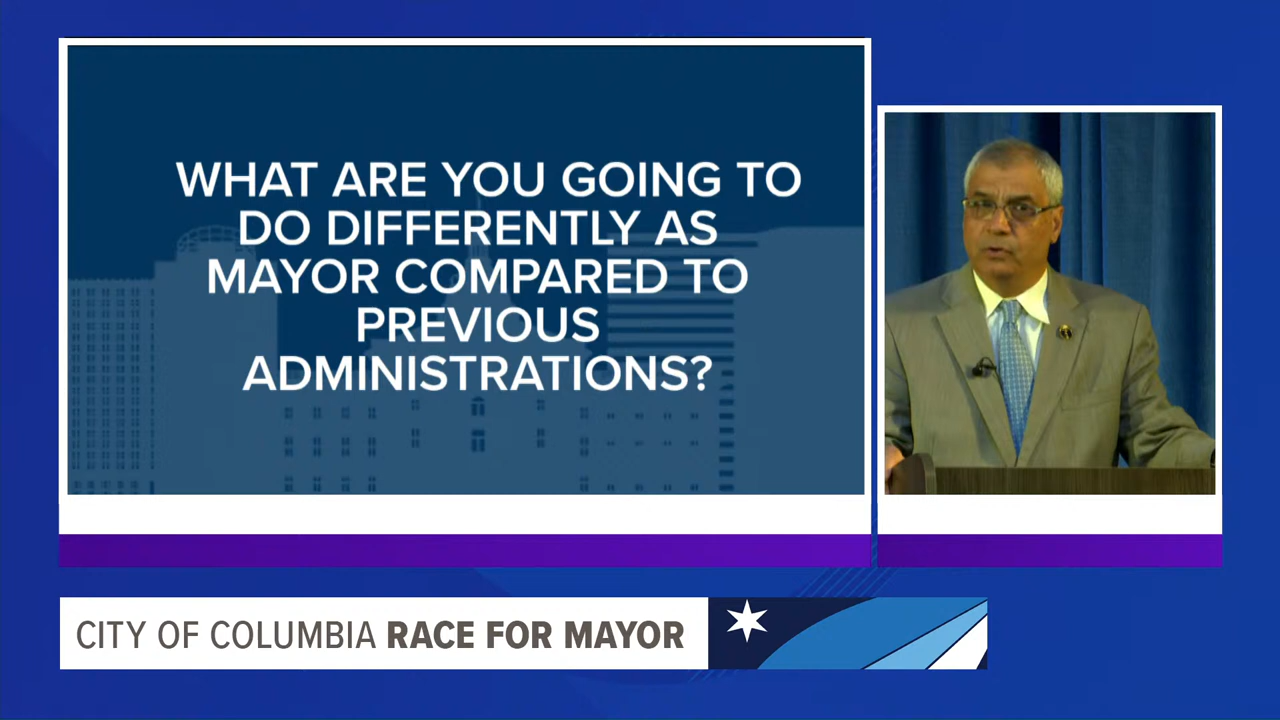 WHAT ARE YOU GOING TO
DO DIFFERENTLY AS
MAYOR COMPARED TO
PREVIOUS
ADMINISTRATIONS?
CITY OF COLUMBIA RACE FOR MAYOR